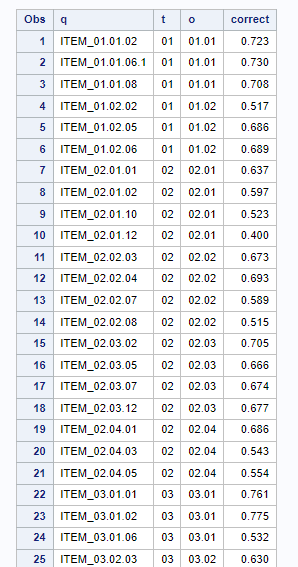 Obs q t o correct
1 ITEM_01.01.02 01 01.01 0.723
2 ITEM_01.01.06.1 01 01.01 0.730
3 ITEM_01.01.08 01 01.01 0.708
4 ITEM_01.02.02 01 01.02 0.517
5 ITEM_01.02.05 01 01.02 0.686
6 ITEM_01.02.06 01 01.02 0.689
7 ITEM_02.01.01 02 02.01 0.637
8 ITEM_02.01.02 02 02.01 0.597
9 ITEM_02.01.10 02 02.01 0.523
10 ITEM_02.01.12 02 02.01 0.400
11 ITEM_02.02.03 02 02.02 0.673
12 ITEM_02.02.04 02 02.02 0.693
13 ITEM_02.02.07 02 02.02 0.589
14 ITEM_02.02.08 02 02.02 0.515
15 ITEM_02.03.02 02 02.03 0.705
16 ITEM_02.03.05 02 02.03 0.666
17 ITEM_02.03.07 02 02.03 0.674
18 ITEM_02.03.12 02 02.03 0.677
19 ITEM_02.04.01 02 02.04 0.686
20 ITEM_02.04.03 02 02.04 0.543
21 ITEM_02.04.05 02 02.04 0.554
22 ITEM_03.01.01 03 03.01 0.761
23 ITEM_03.01.02 03 03.01 0.775
24 ITEM_03.01.06 03 03.01 0.532
25 ITEM_03.02.03 03 03.02 0.630